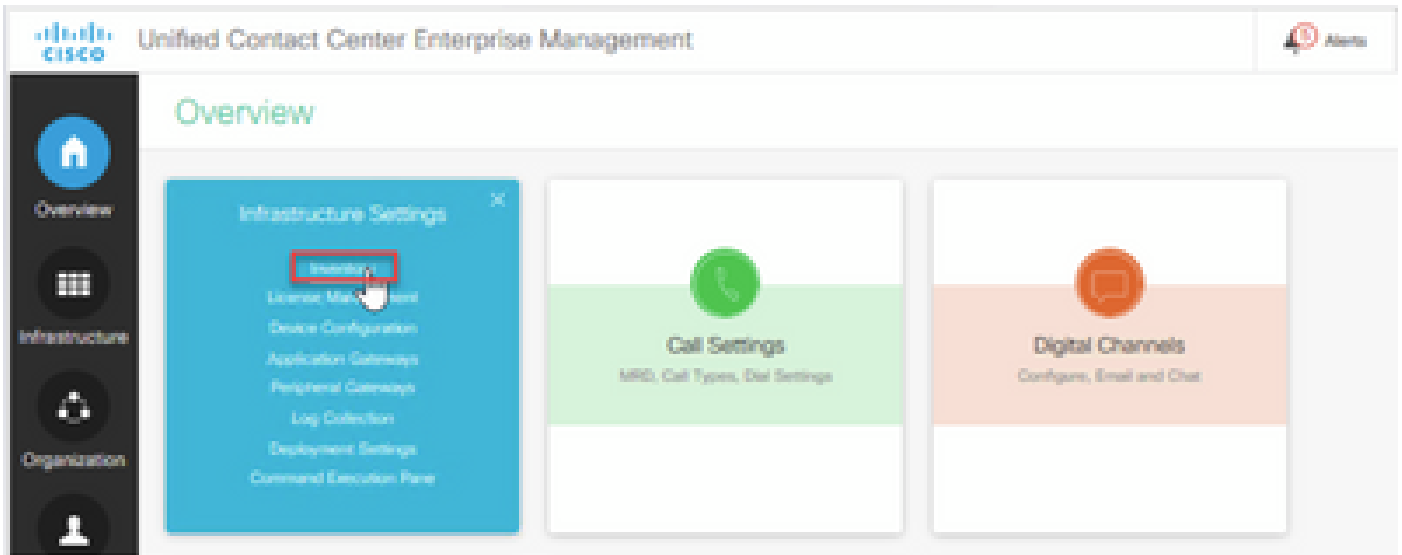 CISCO
Unified Contact Center Enterprise Management
Alerts
Overview
Overview
Infrastructure
Organization
Infrastructure Settings
Inventory
License Management
Device Configuration
Application Gateways
Peripheral Gateways
Log Collection
Deployment Settings
Command Execution Pane
Call Settings
MRD, Call Types, Dial Settings
Digital Channels
Configure, Email and Chat